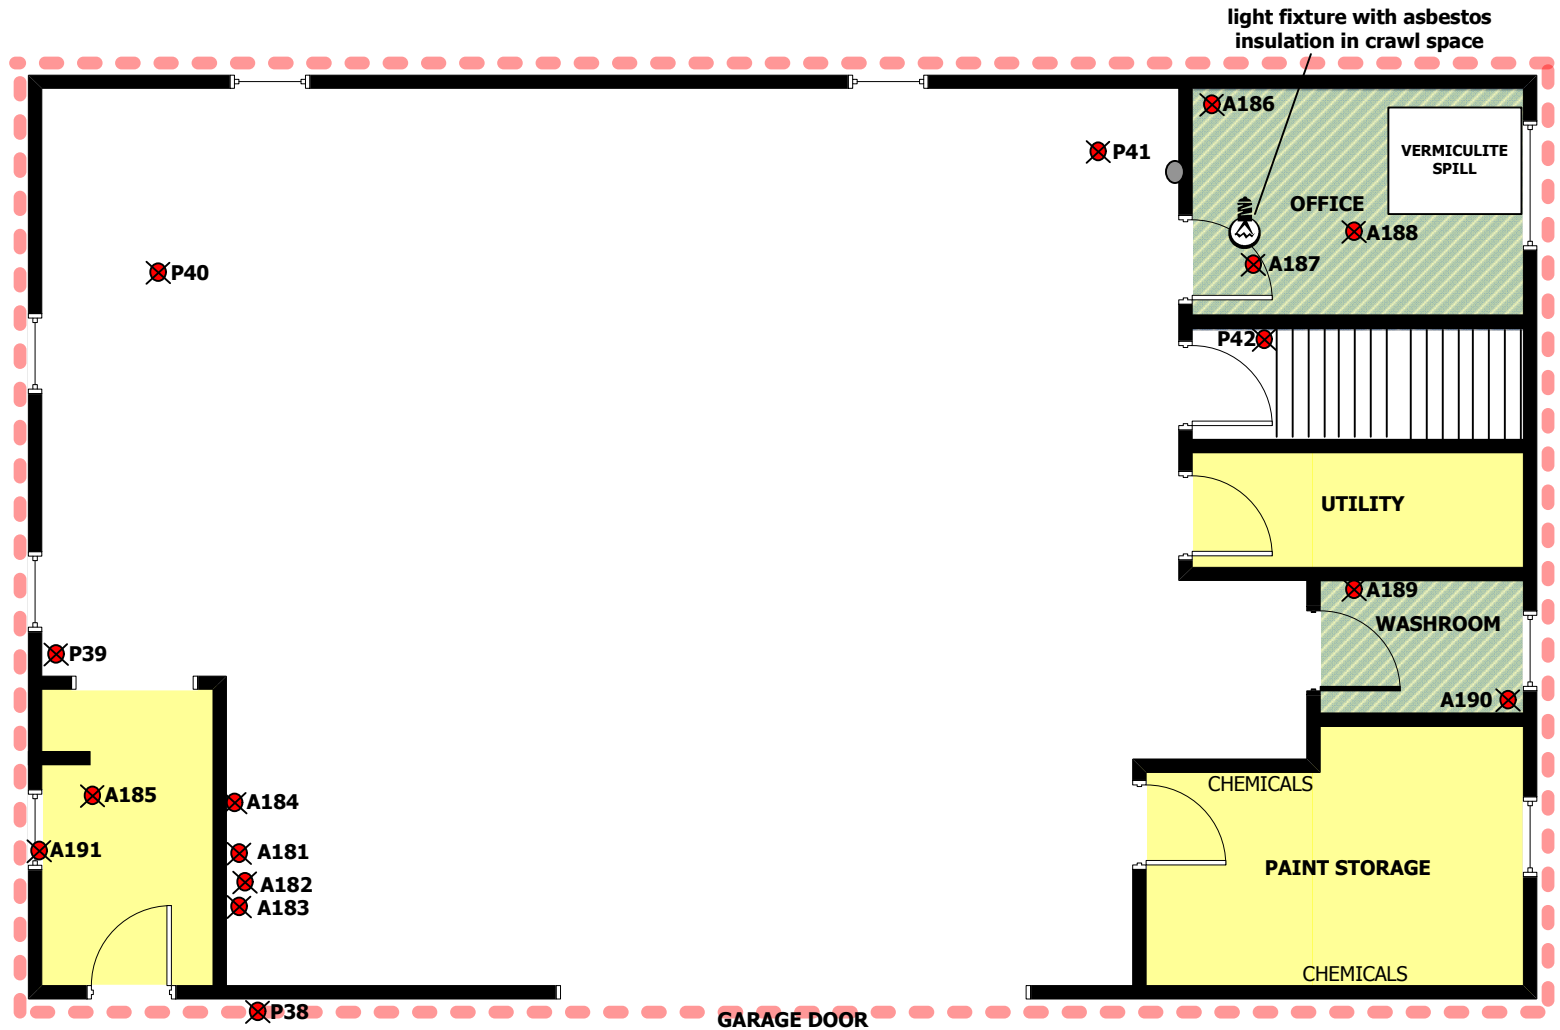 light fixture with asbestos
insulation in crawl space
A186
VERMICULITE
SPILL
P41
OFFICE
A188
A187
P40
P42
UTILITY
A189
WASHROOM
P39
A190
CHEMICALS
A185
A184
A191
A181
PAINT STORAGE
A182
A183
CHEMICALS
P38
GARAGE DOOR